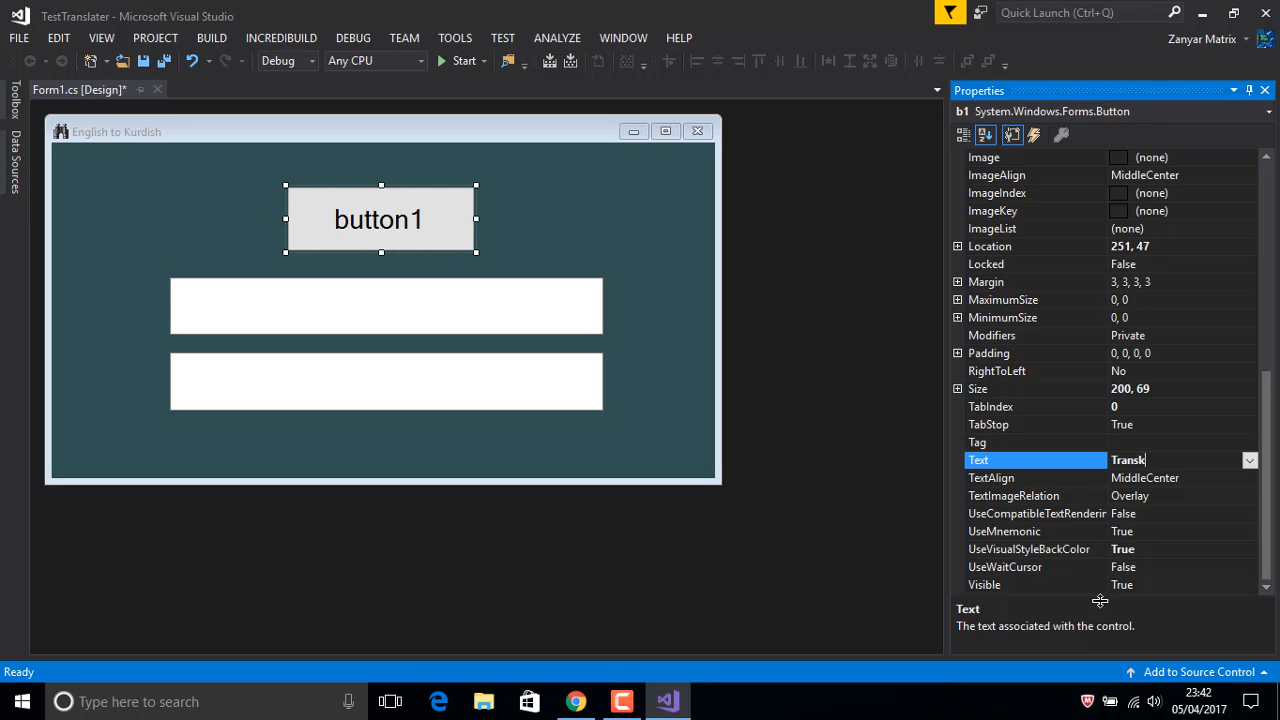 TestTranslater - Microsoft Visual Studio
Quick Launch (Ctrl+Q)
FILE EDIT VIEW PROJECT BUILD INCREDIBUILD DEBUG TEAM TOOLS TEST ANALYZE WINDOW HELP
Zanyar Matrix
Debug Any CPU Start
Toolbox
Data Sources
Form1.cs [Design]*
English to Kurdish
button1
Properties
b1 System.Windows.Forms.Button
Image (none)
ImageAlign MiddleCenter
ImageIndex (none)
ImageKey (none)
ImageList (none)
Location 251, 47
Locked False
Margin 3, 3, 3, 3
MaximumSize 0, 0
MinimumSize 0, 0
Modifiers Private
Padding 0, 0, 0, 0
RightToLeft No
Size 200, 69
TabIndex 0
TabStop True
Tag
Text Transk
TextAlign MiddleCenter
TextImageRelation Overlay
UseCompatibleTextRenderin False
UseMnemonic True
UseVisualStyleBackColor True
UseWaitCursor False
Visible True
Text
The text associated with the control.
Ready
Add to Source Control
Type here to search
23:42
05/04/2017